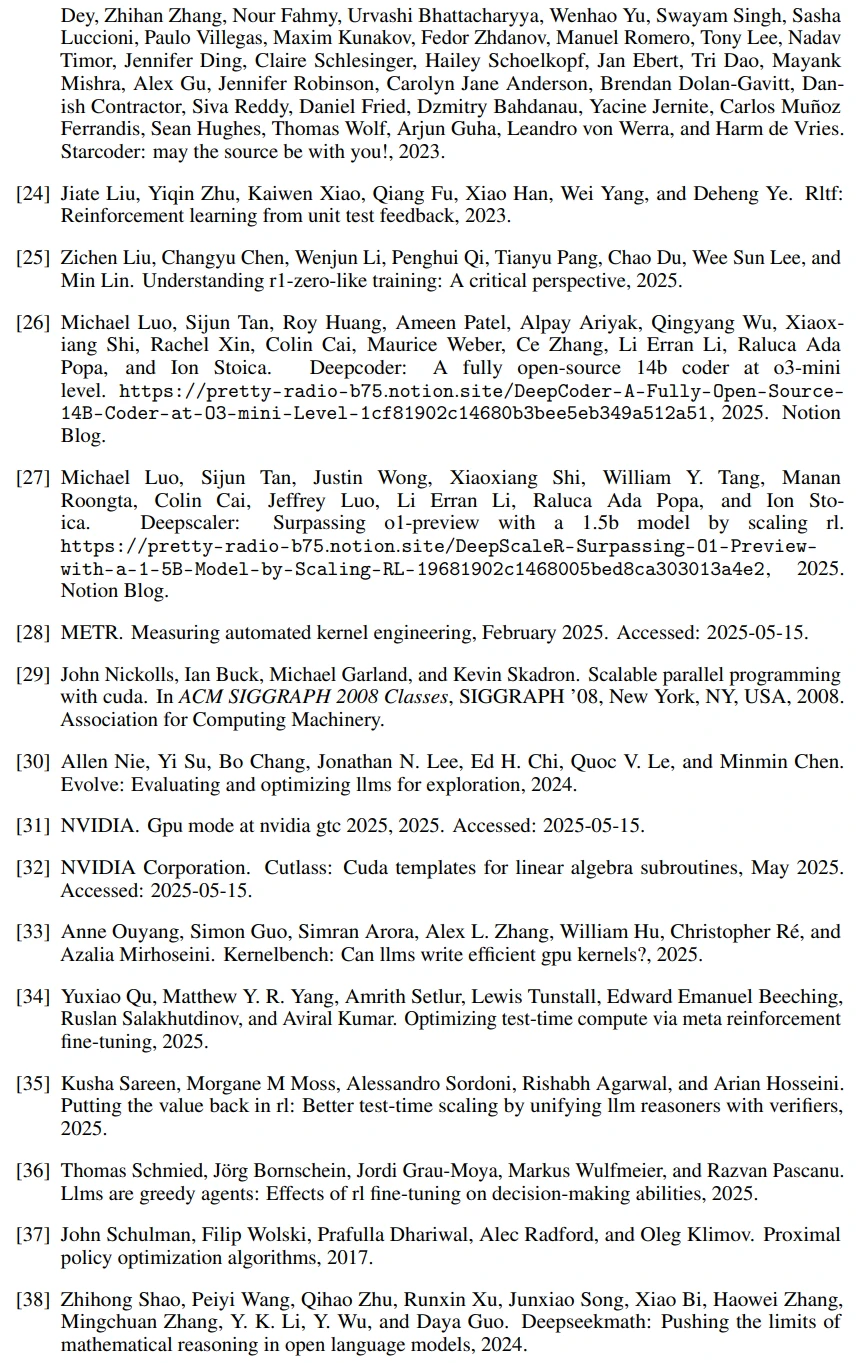 Dey, Zhihan Zhang, Nour Fahmy, Urvashi Bhattacharyya, Wenhao Yu, Swayam Singh, Sasha
Luccioni, Paulo Villegas, Maxim Kunakov, Fedor Zhdanov, Manuel Romero, Tony Lee, Nadav
Timor, Jennifer Ding, Claire Schlesinger, Hailey Schoelkopf, Jan Ebert, Tri Dao, Mayank
Mishra, Alex Gu, Jennifer Robinson, Carolyn Jane Anderson, Brendan Dolan-Gavitt, Dan-
ish Contractor, Siva Reddy, Daniel Fried, Dzmitry Bahdanau, Yacine Jernite, Carlos Muñoz
Ferrandis, Sean Hughes, Thomas Wolf, Arjun Guha, Leandro von Werra, and Harm de Vries.
Starcoder: may the source be with you!, 2023.
[24] Jiate Liu, Yiqin Zhu, Kaiwen Xiao, Qiang Fu, Xiao Han, Wei Yang, and Deheng Ye. Rltf:
Reinforcement learning from unit test feedback, 2023.
[25] Zichen Liu, Changyu Chen, Wenjun Li, Penghui Qi, Tianyu Pang, Chao Du, Wee Sun Lee, and
Min Lin. Understanding r1-zero-like training: A critical perspective, 2025.
[26] Michael Luo, Sijun Tan, Roy Huang, Ameen Patel, Alpay Ariyak, Qingyang Wu, Xiaox-
iang Shi, Rachel Xin, Colin Cai, Maurice Weber, Ce Zhang, Li Erran Li, Raluca Ada
Popa, and Ion Stoica. Deepcoder: A fully open-source 14b coder at o3-mini
level. https://pretty-radio-b75.notion.site/DeepCoder-A-Fully-Open-Source-
14B-Coder-at-O3-mini-Level-1cf81902c14680b3bee5eb349a512a51, 2025. Notion
Blog.
[27] Michael Luo, Sijun Tan, Justin Wong, Xiaoxiang Shi, William Y. Tang, Manan
Roongta, Colin Cai, Jeffrey Luo, Li Erran Li, Raluca Ada Popa, and Ion Sto-
ica. Deepscaler: Surpassing o1-preview with a 1.5b model by scaling rl.
https://pretty-radio-b75.notion.site/DeepScaleR-Surpassing-O1-Preview-
with-a-1-5B-Model-by-Scaling-RL-19681902c1468005bed8ca303013a4e2, 2025.
Notion Blog.
[28] METR. Measuring automated kernel engineering, February 2025. Accessed: 2025-05-15.
[29] John Nickolls, Ian Buck, Michael Garland, and Kevin Skadron. Scalable parallel programming
with cuda. In ACM SIGGRAPH 2008 Classes, SIGGRAPH ’08, New York, NY, USA, 2008.
Association for Computing Machinery.
[30] Allen Nie, Yi Su, Bo Chang, Jonathan N. Lee, Ed H. Chi, Quoc V. Le, and Minmin Chen.
Evolve: Evaluating and optimizing llms for exploration, 2024.
[31] NVIDIA. Gpu mode at nvidia gtc 2025, 2025. Accessed: 2025-05-15.
[32] NVIDIA Corporation. Cutlass: Cuda templates for linear algebra subroutines, May 2025.
Accessed: 2025-05-15.
[33] Anne Ouyang, Simon Guo, Simran Arora, Alex L. Zhang, William Hu, Christopher Ré, and
Azalia Mirhoseini. Kernelbench: Can llms write efficient gpu kernels?, 2025.
[34] Yuxiao Qu, Matthew Y. R. Yang, Amrith Setlur, Lewis Tunstall, Edward Emanuel Beeching,
Ruslan Salakhutdinov, and Aviral Kumar. Optimizing test-time compute via meta reinforcement
fine-tuning, 2025.
[35] Kusha Sareen, Morgane M Moss, Alessandro Sordoni, Rishabh Agarwal, and Arian Hosseini.
Putting the value back in rl: Better test-time scaling by unifying llm reasoners with verifiers,
2025.
[36] Thomas Schmied, Jörg Bornschein, Jordi Grau-Moya, Markus Wulfmeier, and Razvan Pascanu.
Llms are greedy agents: Effects of rl fine-tuning on decision-making abilities, 2025.
[37] John Schulman, Filip Wolski, Prafulla Dhariwal, Alec Radford, and Oleg Klimov. Proximal
policy optimization algorithms, 2017.
[38] Zhihong Shao, Peiyi Wang, Qihao Zhu, Runxin Xu, Junxiao Song, Xiao Bi, Haowei Zhang,
Mingchuan Zhang, Y. K. Li, Y. Wu, and Daya Guo. Deepseekmath: Pushing the limits of
mathematical reasoning in open language models, 2024.